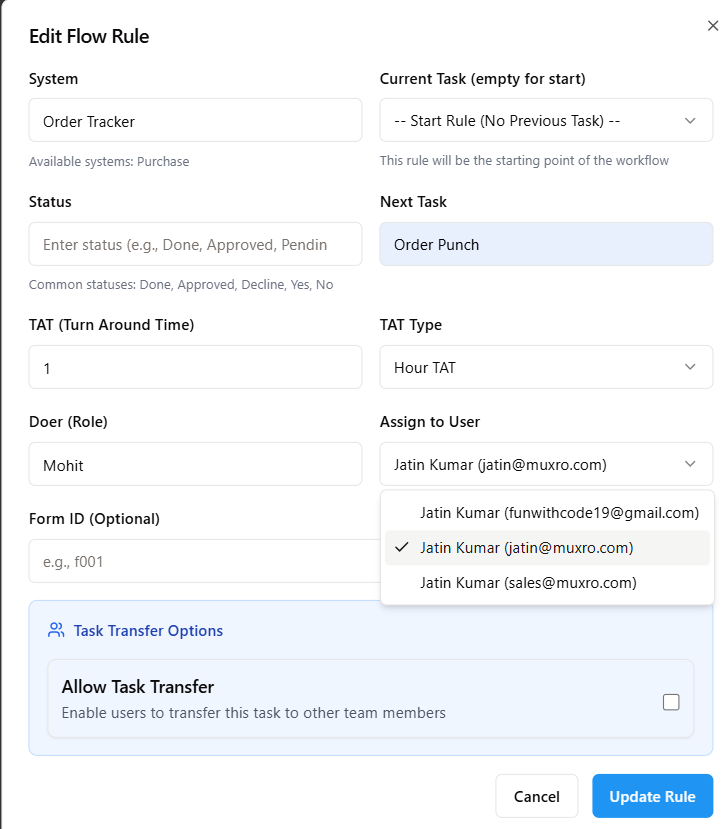 Edit Flow Rule
System
Current Task (empty for start)
Order Tracker
-- Start Rule (No Previous Task) --
Available systems: Purchase
This rule will be the starting point of the workflow
Status
Next Task
Enter status (e.g., Done, Approved, Pendin
Order Punch
Common statuses: Done, Approved, Decline, Yes, No
TAT (Turn Around Time)
TAT Type
1
Hour TAT
Doer (Role)
Assign to User
Mohit
Jatin Kumar (jatin@muxro.com)
Form ID (Optional)
e.g., f001
Jatin Kumar (funwithcode19@gmail.com)
Jatin Kumar (jatin@muxro.com)
Jatin Kumar (sales@muxro.com)
Task Transfer Options
Allow Task Transfer
Enable users to transfer this task to other team members
Cancel
Update Rule